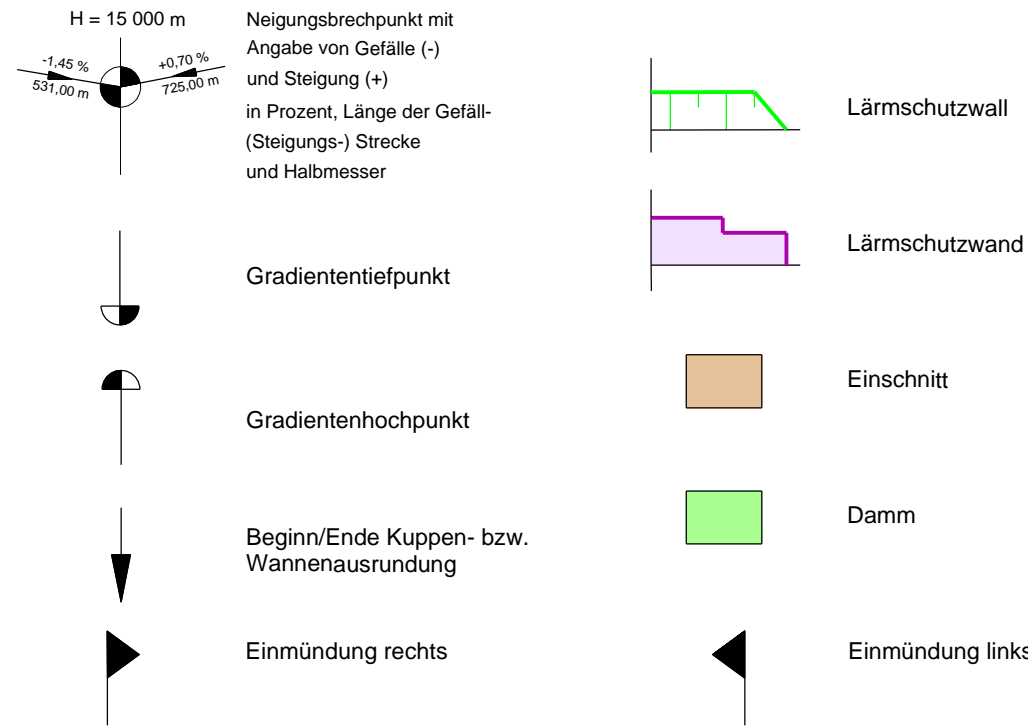 H = 15 000 m
-1,45 %
531,00 m
+0,70 %
725,00 m
Neigungsbrechpunkt mit
Angabe von Gefälle (-)
und Steigung (+)
in Prozent, Länge der Gefäll-
(Steigungs-) Strecke
und Halbmesser
Gradiententiefpunkt
Gradientenhochpunkt
Beginn/Ende Kuppen- bzw.
Wannenausrundung
Einmündung rechts
Lärmschutzwall
Lärmschutzwand
Einschnitt
Damm
Einmündung links